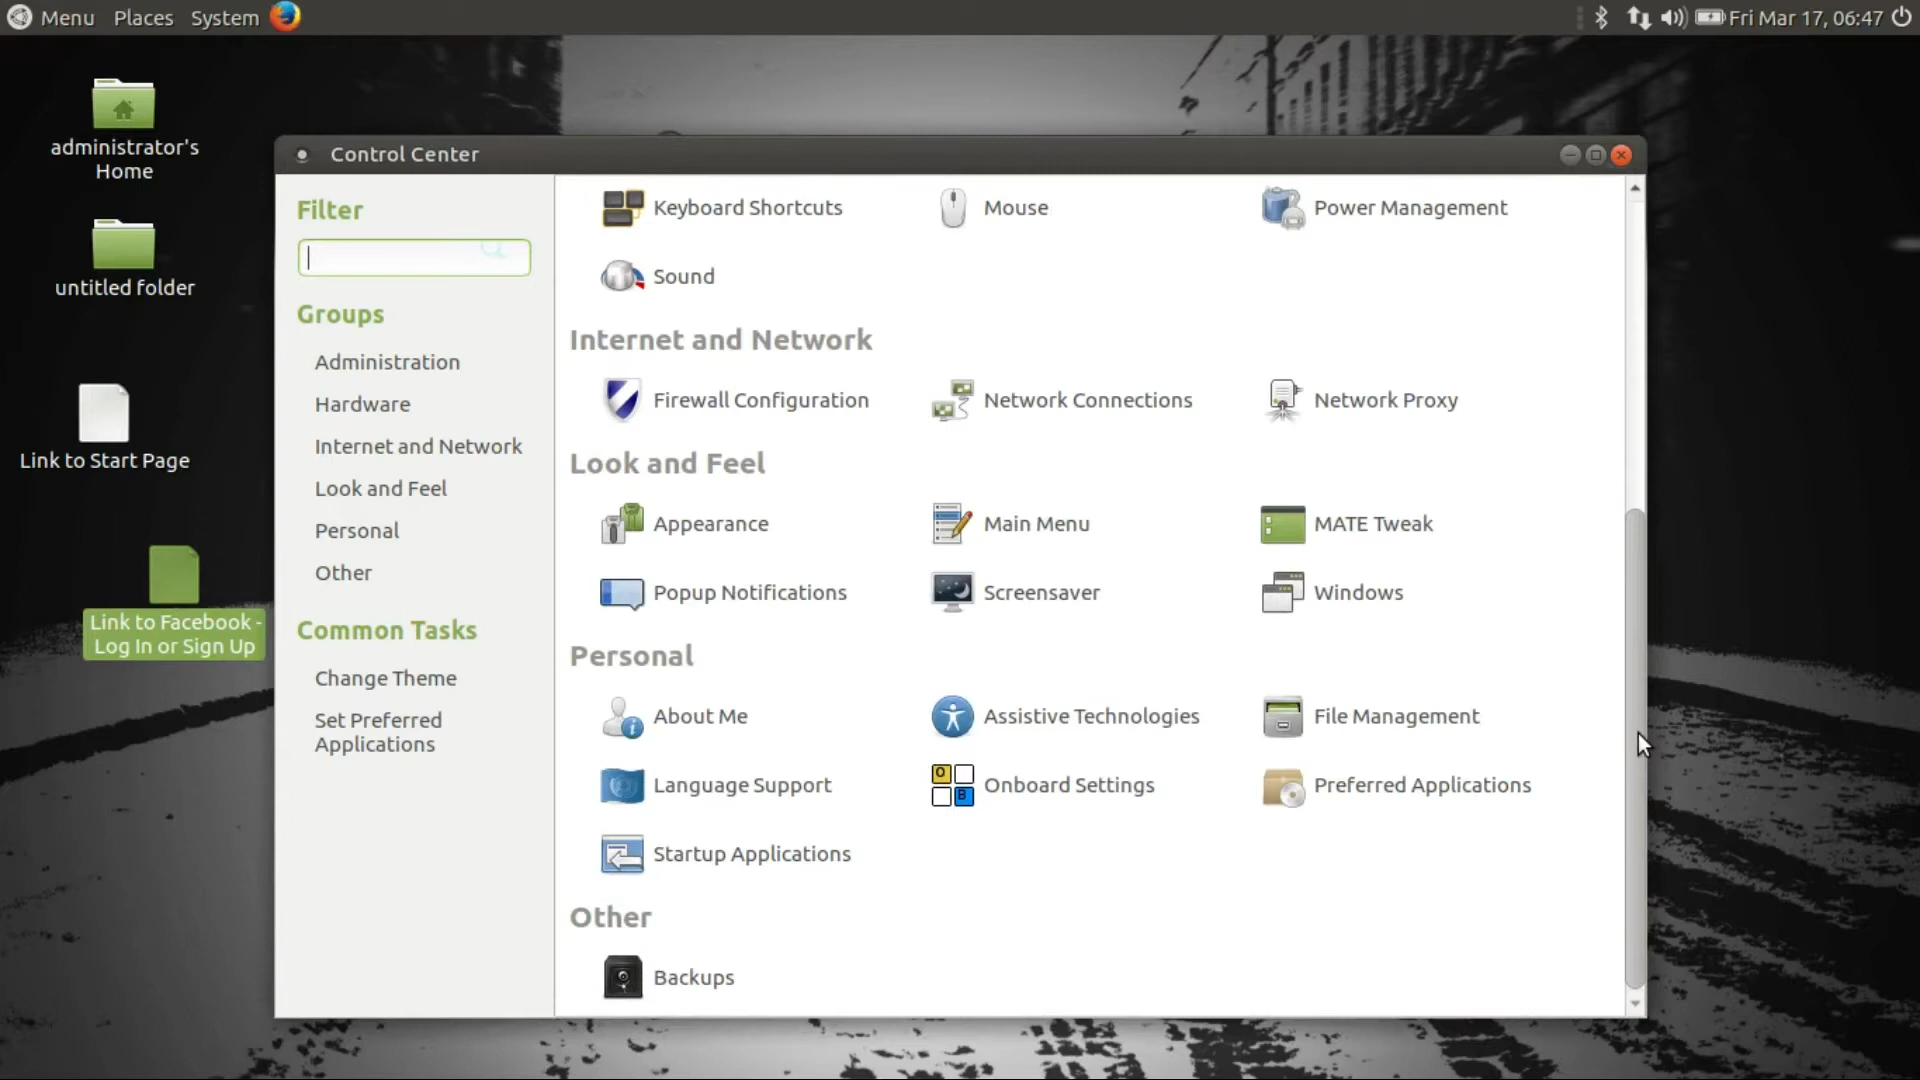 Menu Places System
Fri Mar 17, 06:47
administrator's
Home
untitled folder
Link to Start Page
Link to Facebook -
Log In or Sign Up
Control Center
Filter
Groups
Administration
Hardware
Internet and Network
Look and Feel
Personal
Other
Common Tasks
Change Theme
Set Preferred
Applications
Keyboard Shortcuts
Mouse
Power Management
Sound
Internet and Network
Firewall Configuration
Network Connections
Network Proxy
Look and Feel
Appearance
Main Menu
MATE Tweak
Popup Notifications
Screensaver
Windows
Personal
About Me
Assistive Technologies
File Management
Language Support
O
B
Onboard Settings
Preferred Applications
Startup Applications
Other
Backups